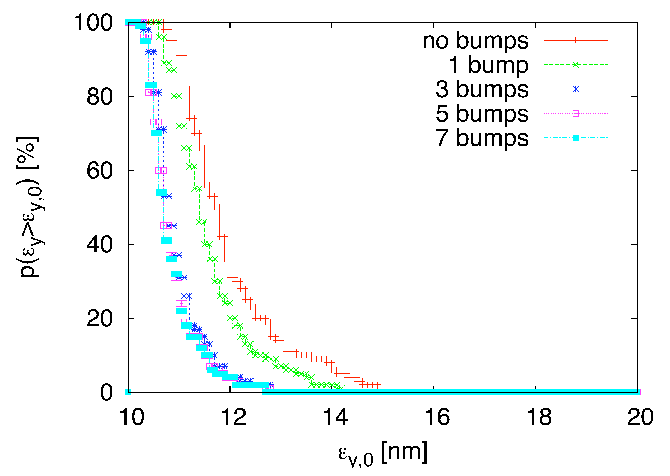 100
80
60
40
20
0
p(εy>εy,0) [%]
no bumps
1 bump
3 bumps
5 bumps
7 bumps
10 12 14 16 18 20
εy,0 [nm]